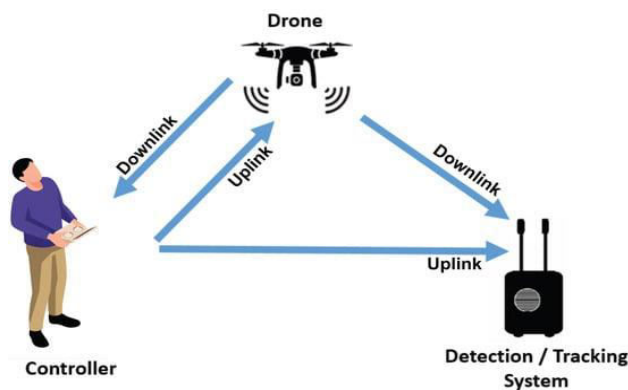 Drone
Downlink
Uplink
Downlink
Uplink
Controller
Detection / Tracking
System